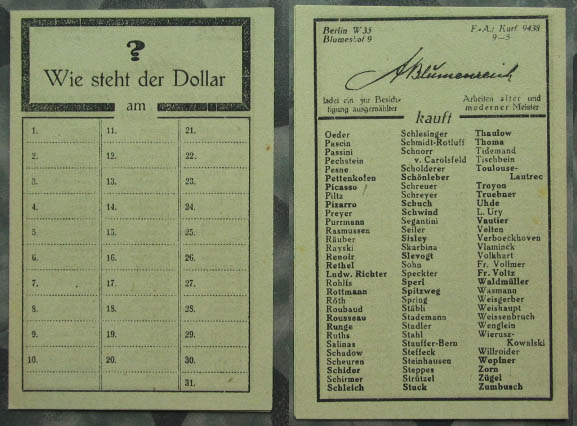 ?
Wie steht der Dollar
am
1. 11. 21.
2. 12. 22.
3. 13. 23.
4. 14. 24.
5. 15. 25.
6. 16. 26.
7. 17. 27.
8. 18. 28.
9. 19. 29.
10. 20. 30.
31.
Berlin W 35
Blumeshof 9
F.-A.: Kurf. 9438
9–5
A Blumenreich
ladet ein zur Besich-
tigung ausgewählter
Arbeiten alter und
moderner Meister
kauft
Oeder
Pascin
Passini
Pechstein
Pesne
Pettenkofen
Picasso
Piltz
Pizarro
Preyer
Purrmann
Rasmussen
Räuber
Rayski
Renoir
Rethel
Ludw. Richter
Rohlfs
Rottmann
Röth
Roubaud
Rousseau
Runge
Ruths
Salinas
Schadow
Scheuren
Schider
Schirmer
Schleich
Schlesinger
Schmidt-Rotluff
Schnorr
v. Carolsfeld
Scholderer
Schönleber
Schreuer
Schreyer
Schuch
Schwind
Segantini
Seiler
Sisley
Skarbina
Slevogt
Sohn
Speckter
Sperl
Spitzweg
Spring
Stäbli
Stademann
Stadler
Stahl
Stauffer-Bern
Steffeck
Steinhausen
Steppes
Strützel
Stuck
Thaulow
Thoma
Tidemand
Tischbein
Toulouse-
Lautrec
Troyon
Truebner
Uhde
L. Ury
Vautier
Velten
Verboeckhoven
Vlaminck
Volkhart
Fr. Vollmer
Fr. Voltz
Waldmüller
Wasmann
Weisgerber
Weishaupt
Weissenbruch
Wenglein
Wierusz-
Kowalski
Willroider
Wopfner
Zorn
Zügel
Zumbusch